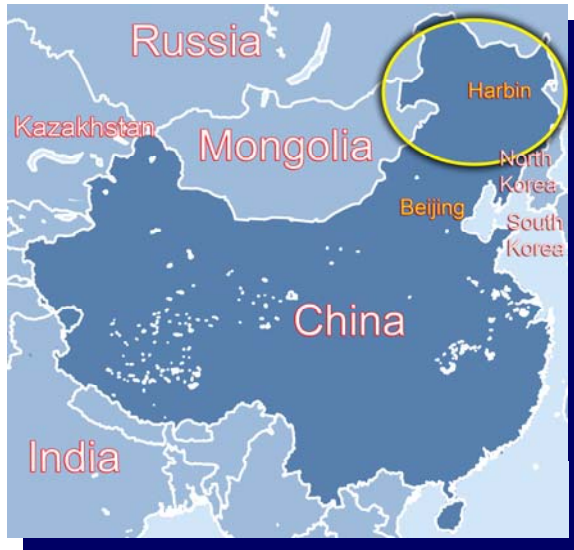 Russia
Harbin
Kazakhstan
Mongolia
North
Korea
Beijing
South
Korea
China
India